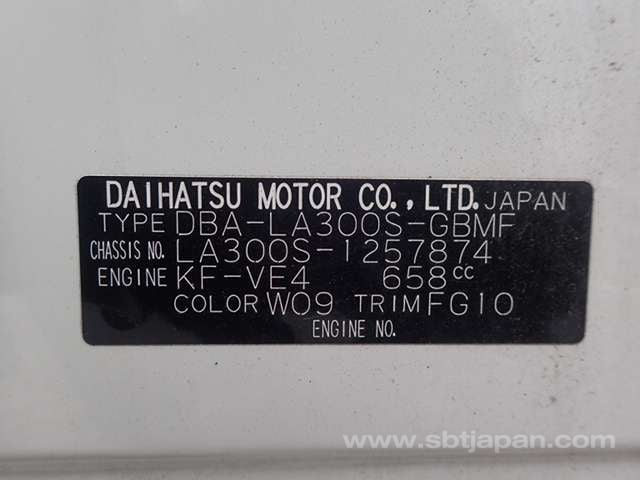 DAIHATSU MOTOR CO., LTD. JAPAN
TYPE DBA-LA300S-GBMF
CHASSIS NO. LA300S-1257874
ENGINE KF-VE4 658cc
COLOR W09 TRIM FG10
ENGINE NO.
www.sbtjapan.com